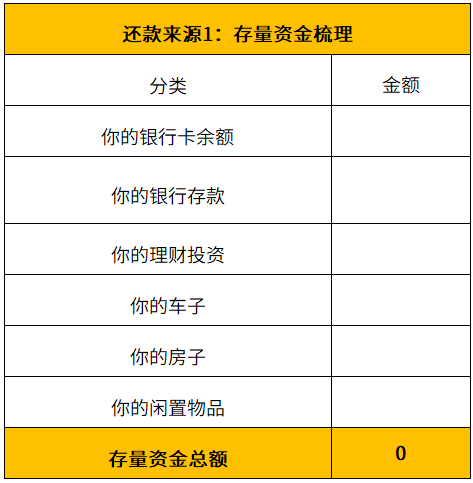 还款来源1：存量资金梳理
分类 金额
你的银行卡余额
你的银行存款
你的理财投资
你的车子
你的房子
你的闲置物品
存量资金总额 0